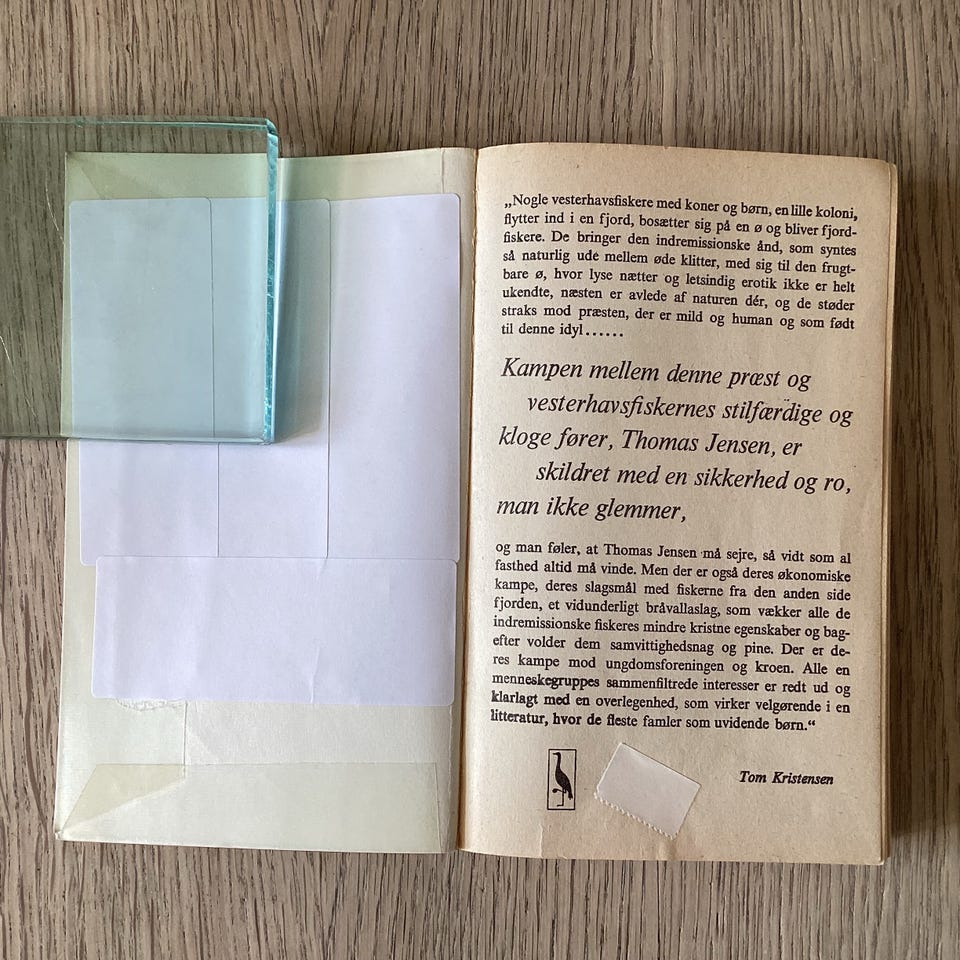 „Nogle vesterhavsfiskere med koner og børn, en lille koloni,
flytter ind i en fjord, bosætter sig på en ø og bliver fjord-
fiskere. De bringer den indremissionske ånd, som syntes
så naturlig ude mellem øde klitter, med sig til den frugt-
bare ø, hvor lyse nætter og letsindig erotik ikke er helt
ukendte, næsten er avlede af naturen dér, og de støder
straks mod præsten, der er mild og human og som født
til denne idyl......
Kampen mellem denne præst og
vesterhavsfiskernes stilfærdige og
kloge fører, Thomas Jensen, er
skildret med en sikkerhed og ro,
man ikke glemmer,
og man føler, at Thomas Jensen må sejre, så vidt som al
fasthed altid må vinde. Men der er også deres økonomiske
kampe, deres slagsmål med fiskerne fra den anden side
fjorden, et vidunderligt bråvallaslag, som vækker alle de
indremissionske fiskeres mindre kristne egenskaber og bag-
efter volder dem samvittighedsnag og pine. Der er de-
res kampe mod ungdomsforeningen og kroen. Alle en
menneskegruppes sammenfiltrede interesser er redt ud og
klarlagt med en overlegenhed, som virker velgørende i en
litteratur, hvor de fleste famler som uvidende børn.“
Tom Kristensen